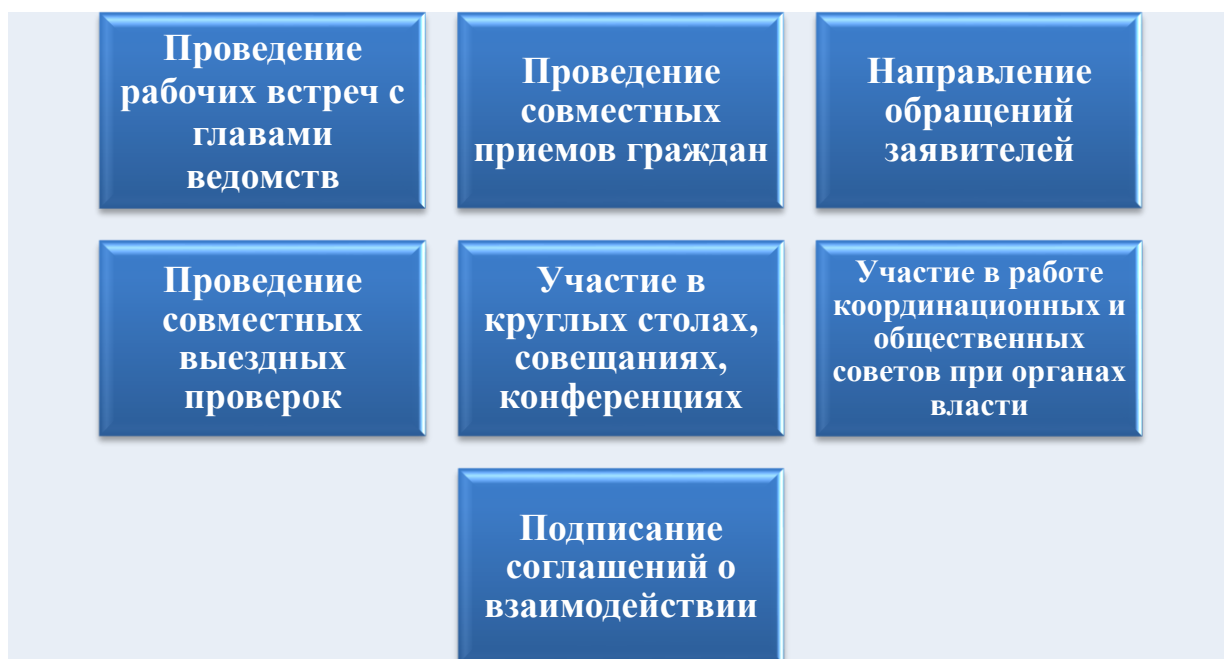 Проведение
рабочих встреч с
главами
ведомств
Проведение
совместных
приемов граждан
Направление
обращений
заявителей
Проведение
совместных
выездных
проверок
Участие в
круглых столах,
совещаниях,
конференциях
Участие в работе
координационных и
общественных
советов при органах
власти
Подписание
соглашений о
взаимодействии